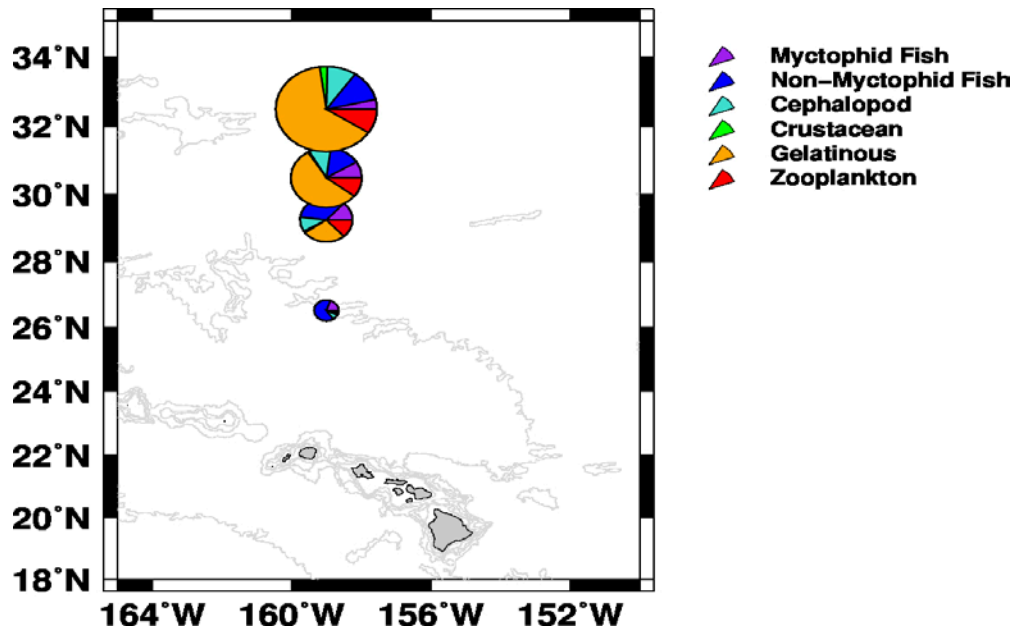 34°N
32°N
30°N
28°N
26°N
24°N
22°N
20°N
18°N
164°W 160°W 156°W 152°W
Myctophid Fish
Non-Myctophid Fish
Cephalopod
Crustacean
Gelatinous
Zooplankton